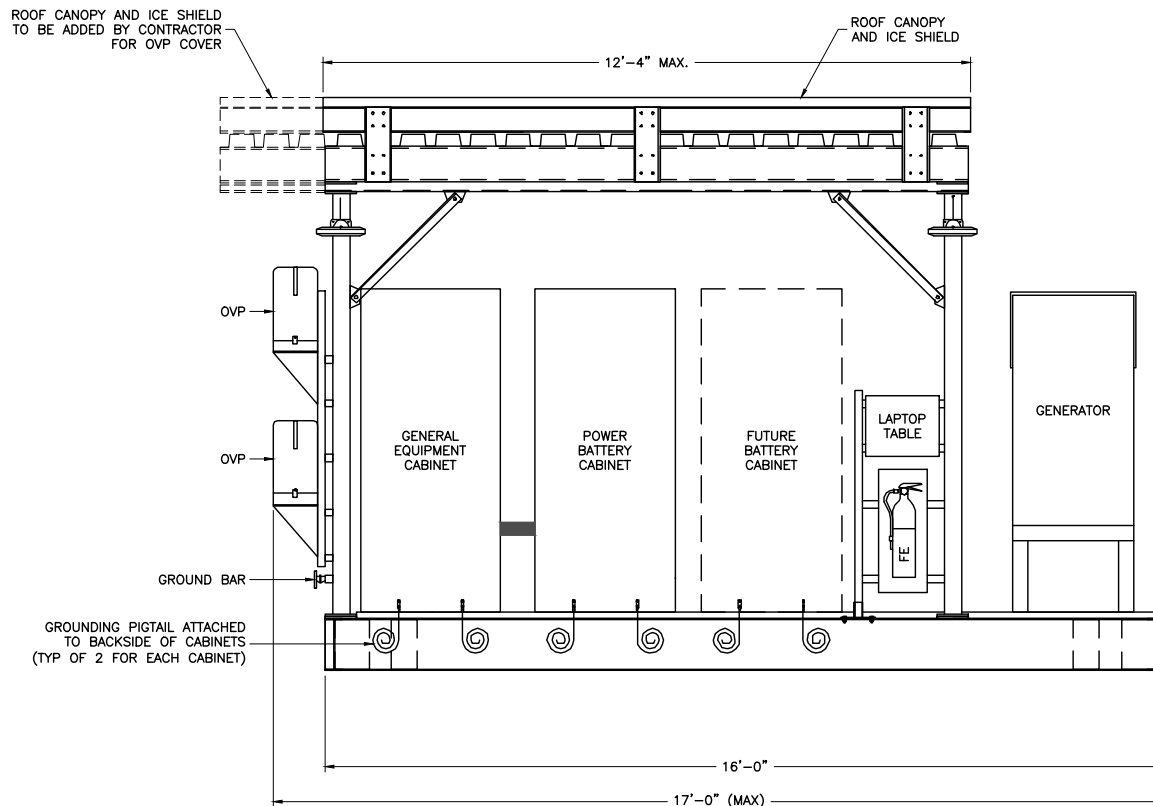 ROOF CANOPY AND ICE SHIELD
TO BE ADDED BY CONTRACTOR
FOR OVP COVER
ROOF CANOPY
AND ICE SHIELD
12'-4" MAX.
OVP
OVP
GENERAL
EQUIPMENT
CABINET
POWER
BATTERY
CABINET
FUTURE
BATTERY
CABINET
LAPTOP
TABLE
GENERATOR
FE
GROUND BAR
GROUNDING PIGTAIL ATTACHED
TO BACKSIDE OF CABINETS
(TYP OF 2 FOR EACH CABINET)
16'-0"
17'-0" (MAX)